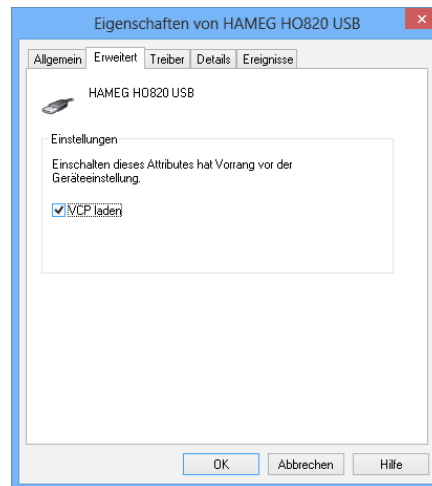 Eigenschaften von HAMEG HO820 USB
Allgemein Erweitert Treiber Details Ereignisse
HAMEG HO820 USB
Einstellungen
Einschalten dieses Attributes hat Vorrang vor der
Geräteeinstellung.
VCP laden
OK Abbrechen Hilfe